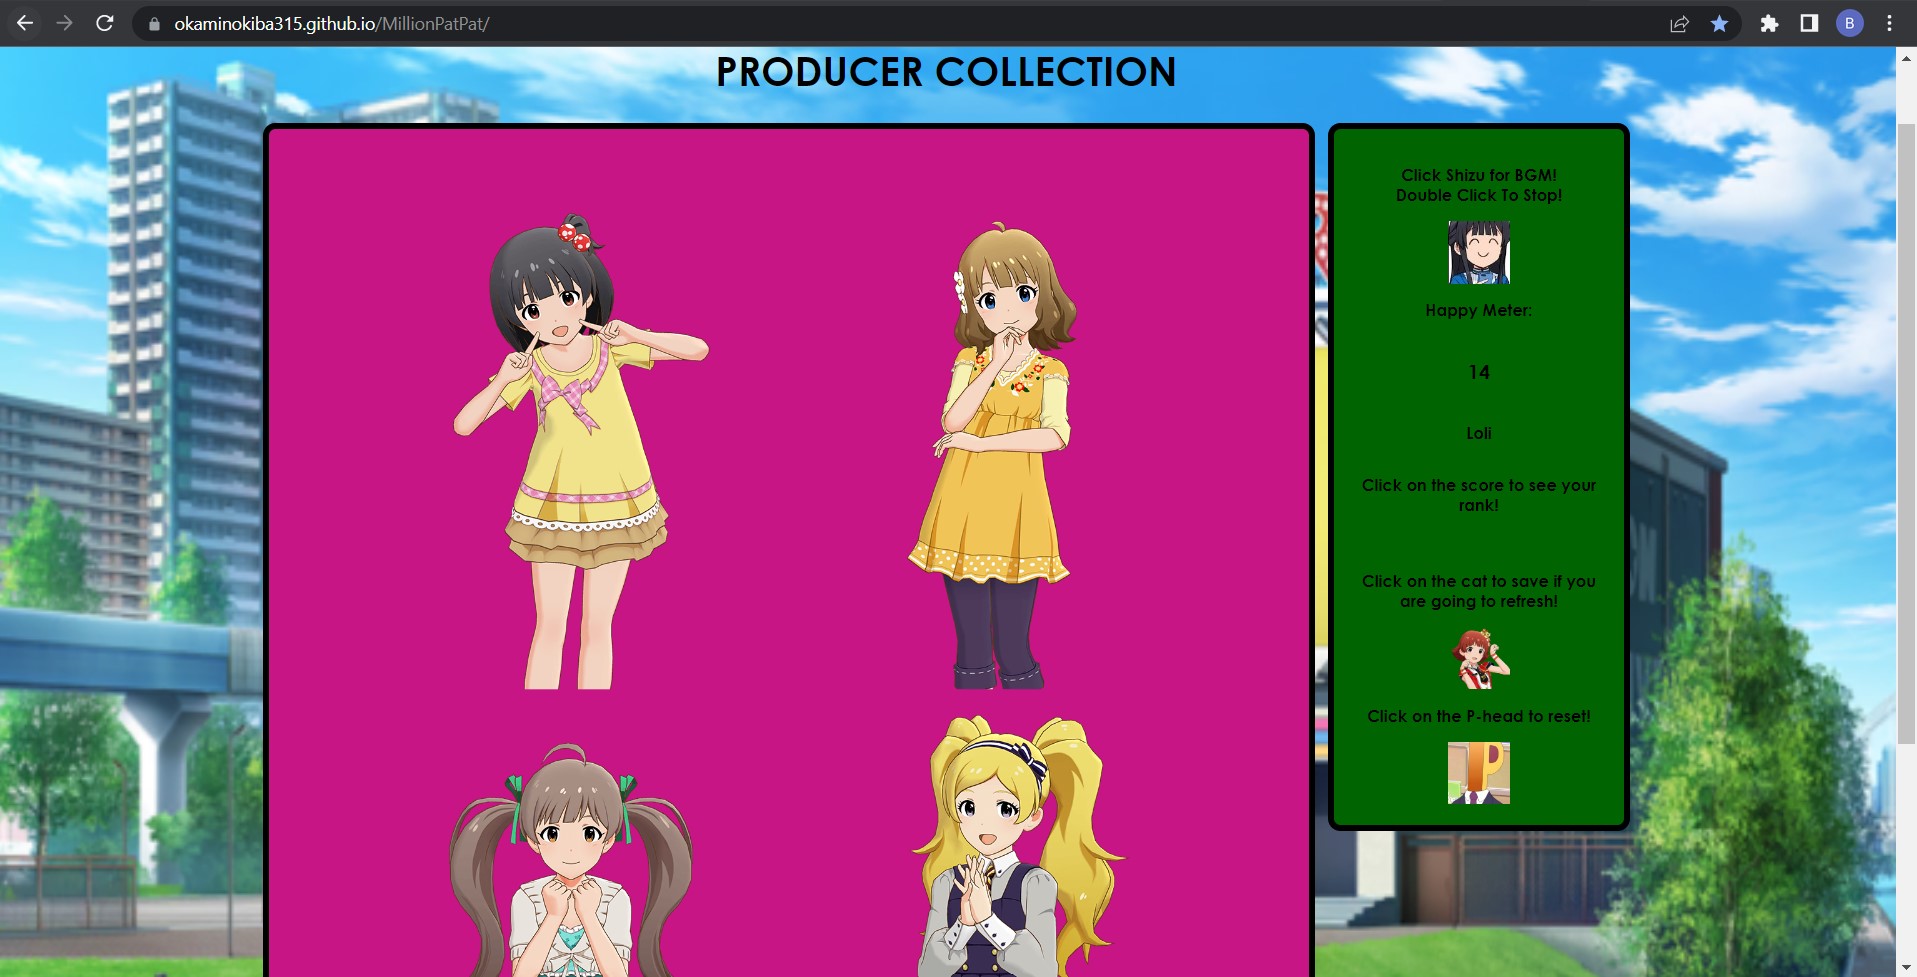 okaminokiba315.github.io/MillionPatPat/
B
PRODUCER COLLECTION
Click Shizu for BGM!
Double Click To Stop!
Happy Meter:
14
Loli
Click on the score to see your
rank!
Click on the cat to save if you
are going to refresh!
Click on the P-head to reset!
P